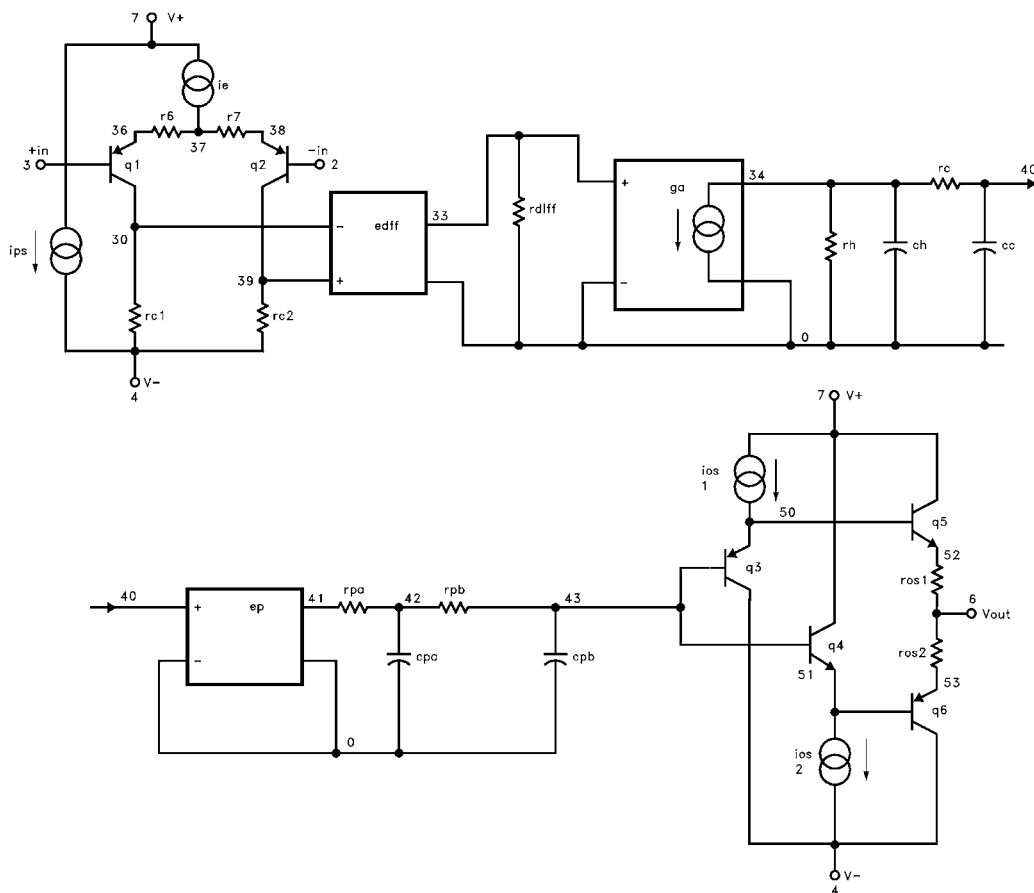 7 V+
ie
r6 r7
36 38
37
+in -in
3 q1 q2 2
34 rc 40
33
ga
+
rdiff
edff
-
30
ips
rh ch cc
39 +
-
rc1 rc2
0
V-
4
7 V+
ios
1
50
q5
q3 52
40 ep 41 rpa 42 rpb 43
+
ros1
6
Vout
q4
ros2
- cpa cpb
51
53
q6
0
ios
2
V-
4